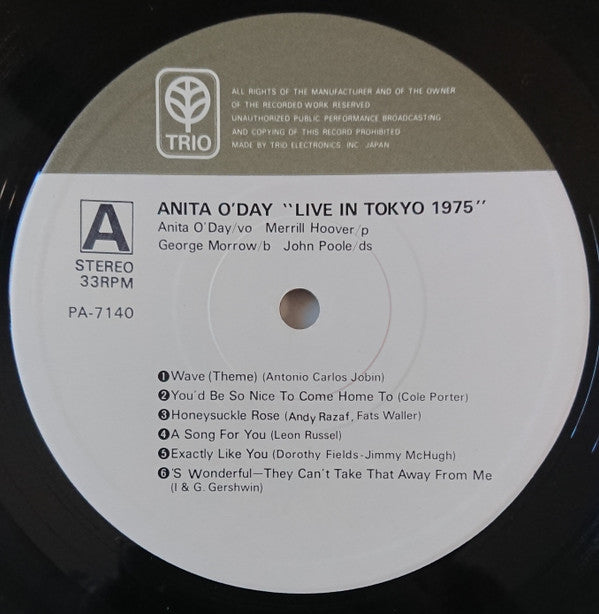 TRIO
ALL RIGHTS OF THE MANUFACTURER AND OF THE OWNER
OF THE RECORDED WORK RESERVED
UNAUTHORIZED PUBLIC PERFORMANCE BROADCASTING
AND COPYING OF THIS RECORD PROHIBITED
MADE BY TRIO ELECTRONICS, INC. JAPAN
A
STEREO
33RPM
PA-7140
ANITA O'DAY "LIVE IN TOKYO 1975"
Anita O'Day/vo Merrill Hoover/p
George Morrow/b John Poole/ds
❶Wave (Theme) (Antonio Carlos Jobin)
❷You'd Be So Nice To Come Home To (Cole Porter)
❸Honeysuckle Rose (Andy Razaf, Fats Waller)
❹A Song For You (Leon Russel)
❺Exactly Like You (Dorothy Fields-Jimmy McHugh)
❻'S Wonderful—They Can't Take That Away From Me
(I & G. Gershwin)